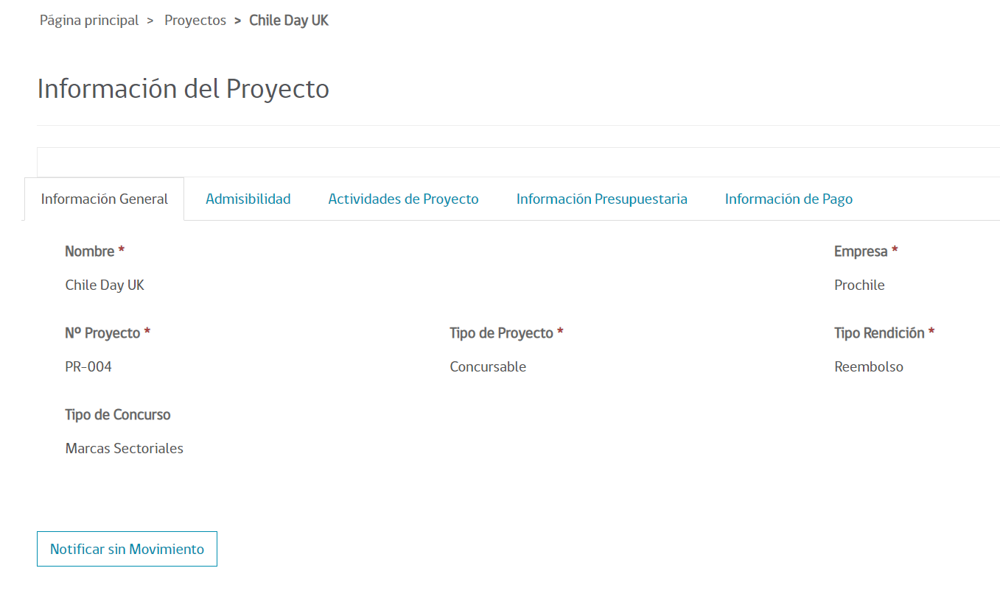 Página principal > Proyectos > Chile Day UK
Información del Proyecto
Información General Admisibilidad Actividades de Proyecto Información Presupuestaria Información de Pago
Nombre * Empresa *
Chile Day UK Prochile
Nº Proyecto * Tipo de Proyecto * Tipo Rendición *
PR-004 Concursable Reembolso
Tipo de Concurso
Marcas Sectoriales
Notificar sin Movimiento